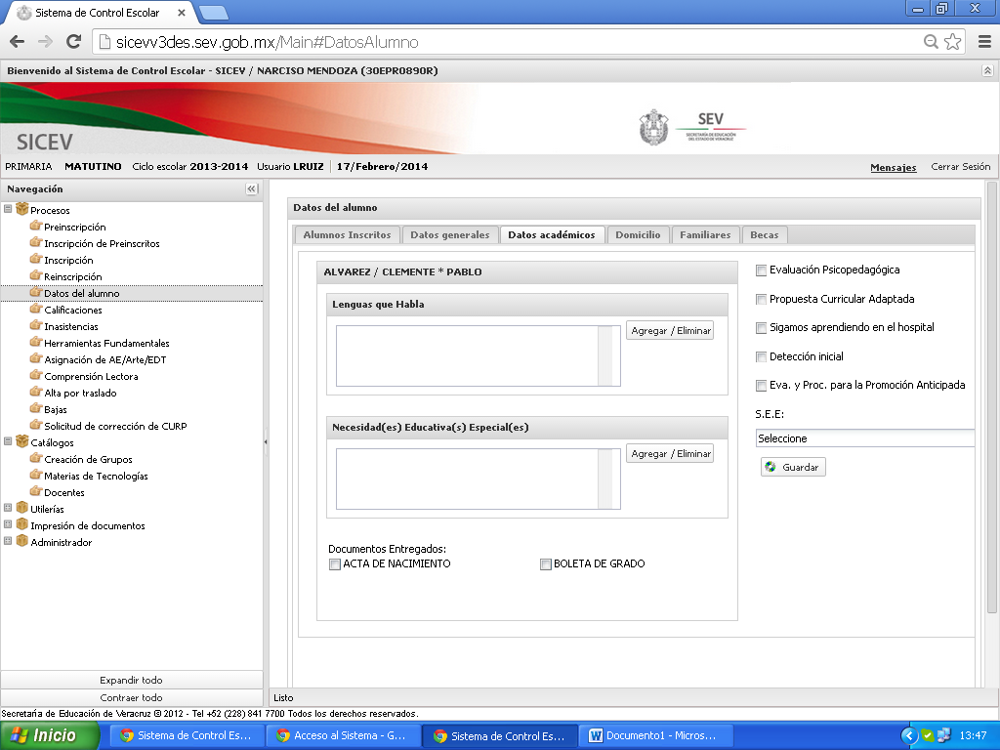 Sistema de Control Escolar
sicevv3des.sev.gob.mx/Main#DatosAlumno
Bienvenido al Sistema de Control Escolar - SICEV / NARCISO MENDOZA (30EPR0890R)
SICEV
SEV
SECRETARÍA DE EDUCACIÓN
DEL ESTADO DE VERACRUZ
PRIMARIA MATUTINO Ciclo escolar 2013-2014 Usuario LRUIZ 17/Febrero/2014 Mensajes Cerrar Sesión
Navegación
Procesos
Preinscripción
Inscripción de Preinscritos
Inscripción
Reinscripción
Datos del alumno
Calificaciones
Inasistencias
Herramientas Fundamentales
Asignación de AE/Arte/EDT
Comprensión Lectora
Alta por traslado
Bajas
Solicitud de corrección de CURP
Catálogos
Creación de Grupos
Materias de Tecnologías
Docentes
Utilerías
Impresión de documentos
Administrador
Expandir todo
Contraer todo
Datos del alumno
Alumnos Inscritos Datos generales Datos académicos Domicilio Familiares Becas
ALVAREZ / CLEMENTE * PABLO
Lenguas que Habla
Agregar / Eliminar
Necesidad(es) Educativa(s) Especial(es)
Agregar / Eliminar
Documentos Entregados:
ACTA DE NACIMIENTO BOLETA DE GRADO
Evaluación Psicopedagógica
Propuesta Curricular Adaptada
Sigamos aprendiendo en el hospital
Detección inicial
Eva. y Proc. para la Promoción Anticipada
S.E.E:
Seleccione
Guardar
Listo
Secretaría de Educación de Veracruz © 2012 - Tel +52 (228) 841 7700 Todos los derechos reservados.
Inicio Sistema de Control Es... Acceso al Sistema - G... Sistema de Control Es... Documento1 - Micros... 13:47